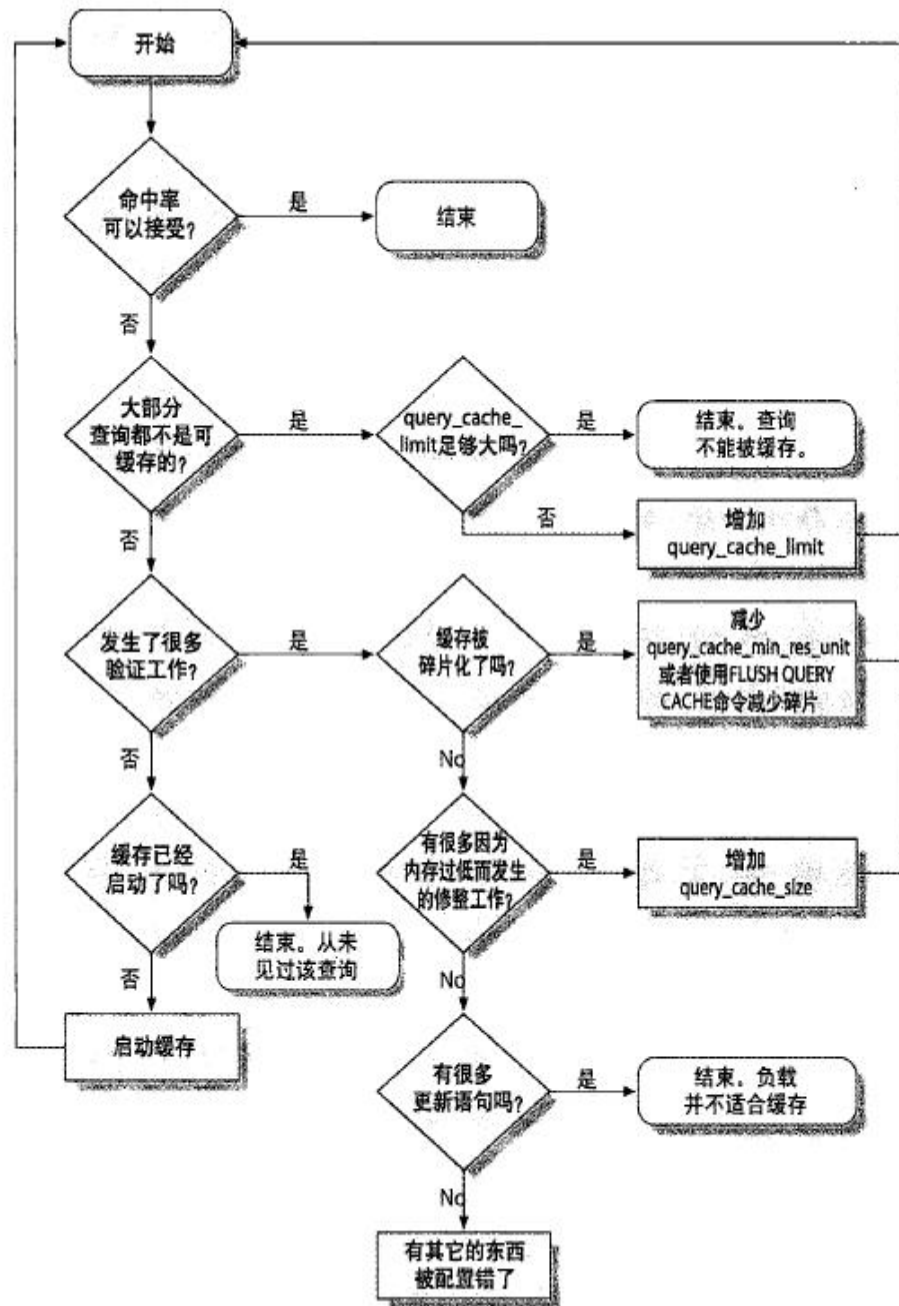 开始
命中率
可以接受?
是
结束
否
大部分
查询都不是可
缓存的?
是
query_cache_
limit足够大吗?
是
结束。查询
不能被缓存。
否
增加
query_cache_limit
否
发生了很多
验证工作?
是
缓存被
碎片化了吗?
是
减少
query_cache_min_res_unit
或者使用FLUSH QUERY
CACHE命令减少碎片
否
No
缓存已经
启动了吗?
是
结束。从未
见过该查询
有很多因为
内存过低而发生
的修整工作?
是
增加
query_cache_size
否
启动缓存
No
有很多
更新语句吗?
是
结束。负载
并不适合缓存
No
有其它的东西
被配置错了